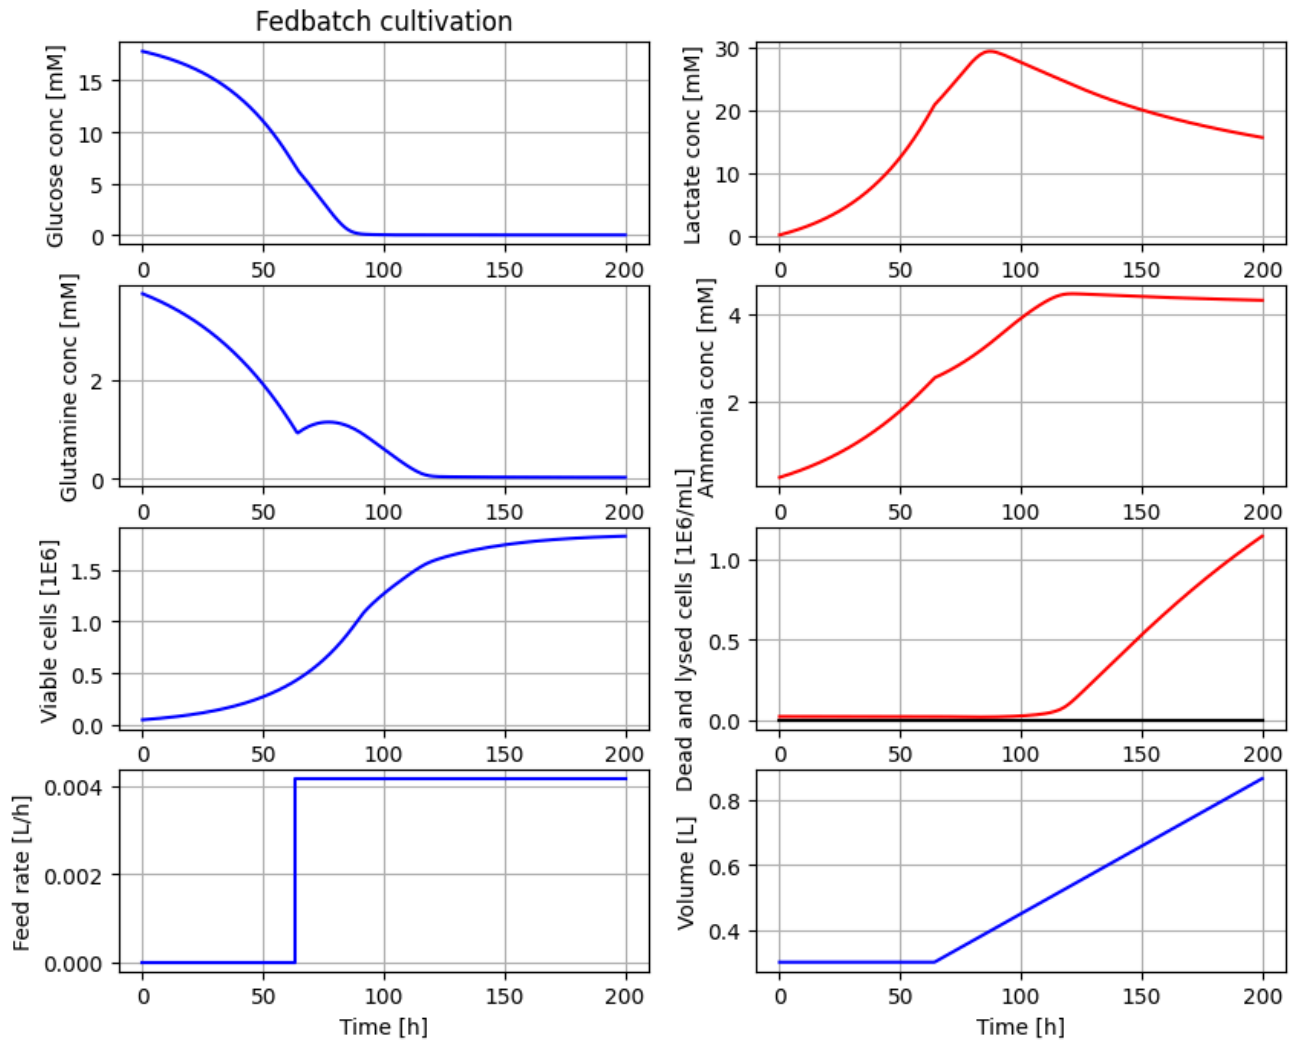 Fedbatch cultivation
Glucose conc [mM]
15
10
5
0
0 50 100 150 200
Lactate conc [mM]
30
20
10
0
0 50 100 150 200
Glutamine conc [mM]
2
0
0 50 100 150 200
Ammonia conc [mM]
4
2
0 50 100 150 200
Viable cells [1E6]
1.5
1.0
0.5
0.0
0 50 100 150 200
Dead and lysed cells [1E6/mL]
1.0
0.5
0.0
0 50 100 150 200
Feed rate [L/h]
0.004
0.002
0.000
0 50 100 150 200
Time [h]
Volume [L]
0.8
0.6
0.4
0 50 100 150 200
Time [h]